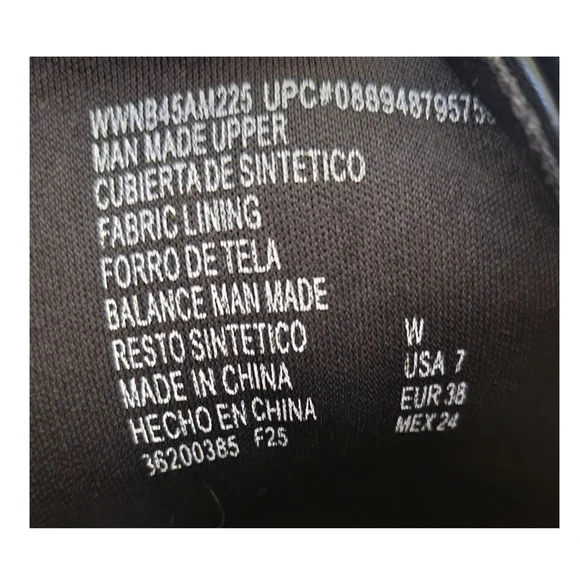 WWNB45AM225 UPC#0889487957
MAN MADE UPPER
CUBIERTA DE SINTETICO
FABRIC LINING
FORRO DE TELA
BALANCE MAN MADE
RESTO SINTETICO
MADE IN CHINA
HECHO EN CHINA
36200385 F25
W
USA 7
EUR 38
MEX 24